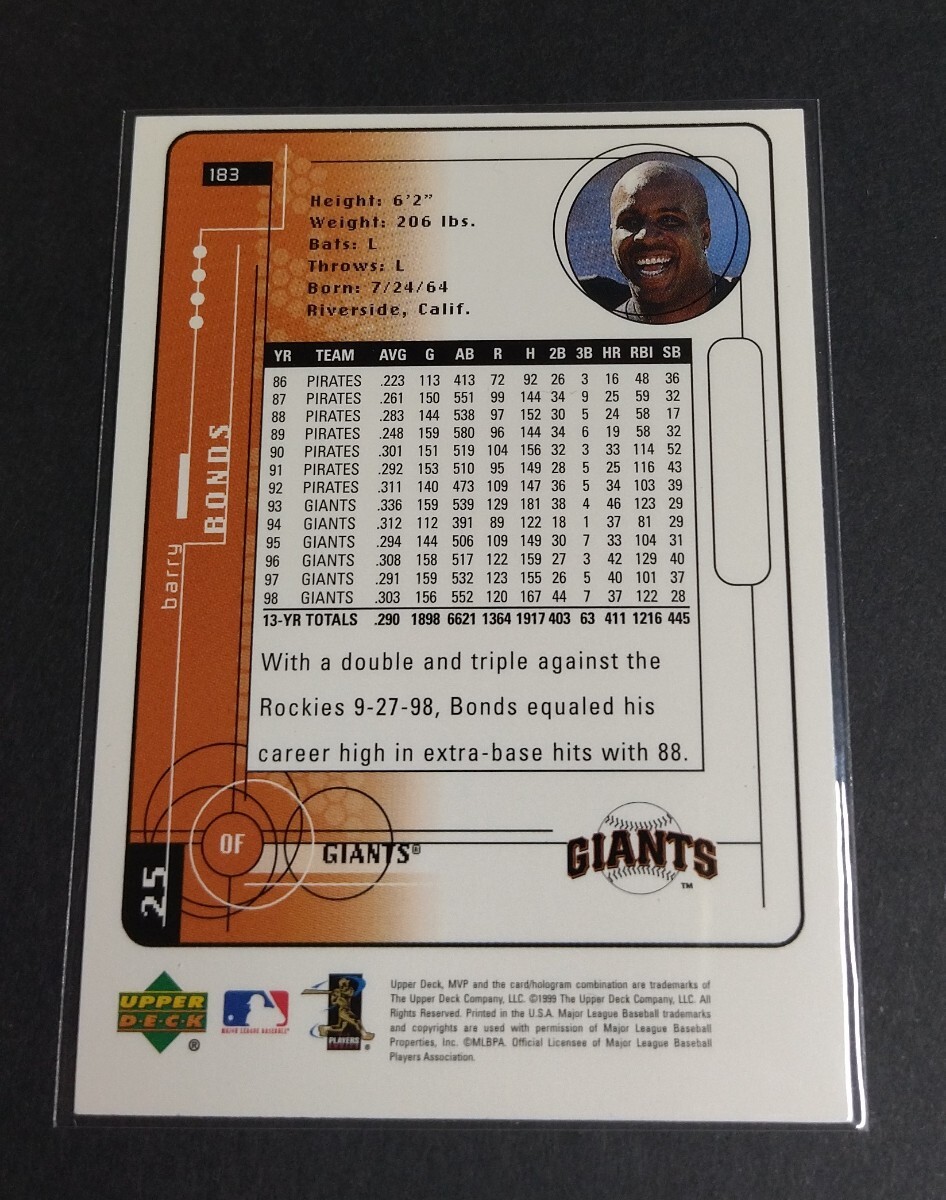 183
Height: 6'2"
Weight: 206 lbs.
Bats: L
Throws: L
Born: 7/24/64
Riverside, Calif.
barry BONDS
YR TEAM AVG G AB R H 2B 3B HR RBI SB
86 PIRATES .223 113 413 72 92 26 3 16 48 36
87 PIRATES .261 150 551 99 144 34 9 25 59 32
88 PIRATES .283 144 538 97 152 30 5 24 58 17
89 PIRATES .248 159 580 96 144 34 6 19 58 32
90 PIRATES .301 151 519 104 156 32 3 33 114 52
91 PIRATES .292 153 510 95 149 28 5 25 116 43
92 PIRATES .311 140 473 109 147 36 5 34 103 39
93 GIANTS .336 159 539 129 181 38 4 46 123 29
94 GIANTS .312 112 391 89 122 18 1 37 81 29
95 GIANTS .294 144 506 109 149 30 7 33 104 31
96 GIANTS .308 158 517 122 159 27 3 42 129 40
97 GIANTS .291 159 532 123 155 26 5 40 101 37
98 GIANTS .303 156 552 120 167 44 7 37 122 28
13-YR TOTALS .290 1898 6621 1364 1917 403 63 411 1216 445
With a double and triple against the
Rockies 9-27-98, Bonds equaled his
career high in extra-base hits with 88.
OF
GIANTS®
GIANTS™
25
UPPER
DECK®
MAJOR LEAGUE BASEBALL®
PLAYERS
CHOICE®
Upper Deck, MVP and the card/hologram combination are trademarks of
The Upper Deck Company, LLC. ©1999 The Upper Deck Company, LLC. All
Rights Reserved. Printed in the U.S.A. Major League Baseball trademarks
and copyrights are used with permission of Major League Baseball
Properties, Inc. ©MLBPA. Official Licensee of Major League Baseball
Players Association.